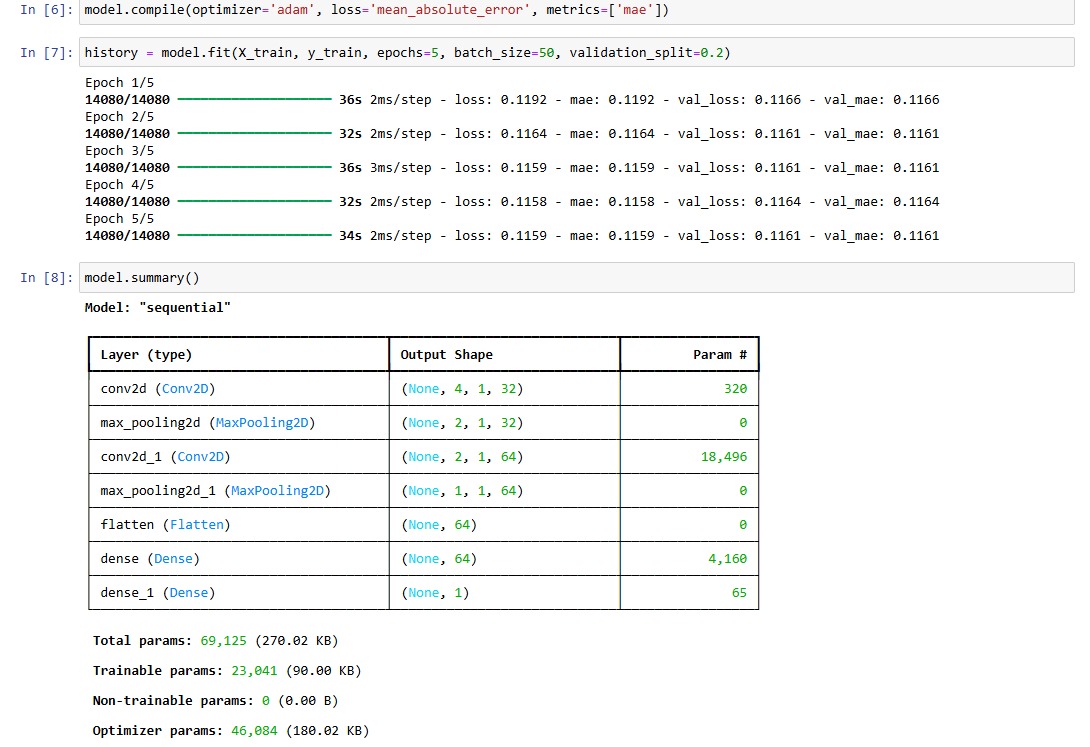 In [6]: model.compile(optimizer='adam', loss='mean_absolute_error', metrics=['mae'])
In [7]: history = model.fit(X_train, y_train, epochs=5, batch_size=50, validation_split=0.2)
Epoch 1/5
14080/14080 36s 2ms/step - loss: 0.1192 - mae: 0.1192 - val_loss: 0.1166 - val_mae: 0.1166
Epoch 2/5
14080/14080 32s 2ms/step - loss: 0.1164 - mae: 0.1164 - val_loss: 0.1161 - val_mae: 0.1161
Epoch 3/5
14080/14080 36s 3ms/step - loss: 0.1159 - mae: 0.1159 - val_loss: 0.1161 - val_mae: 0.1161
Epoch 4/5
14080/14080 32s 2ms/step - loss: 0.1158 - mae: 0.1158 - val_loss: 0.1164 - val_mae: 0.1164
Epoch 5/5
14080/14080 34s 2ms/step - loss: 0.1159 - mae: 0.1159 - val_loss: 0.1161 - val_mae: 0.1161
In [8]: model.summary()
Model: "sequential"
Layer (type) Output Shape Param #
conv2d (Conv2D) (None, 4, 1, 32) 320
max_pooling2d (MaxPooling2D) (None, 2, 1, 32) 0
conv2d_1 (Conv2D) (None, 2, 1, 64) 18,496
max_pooling2d_1 (MaxPooling2D) (None, 1, 1, 64) 0
flatten (Flatten) (None, 64) 0
dense (Dense) (None, 64) 4,160
dense_1 (Dense) (None, 1) 65
Total params: 69,125 (270.02 KB)
Trainable params: 23,041 (90.00 KB)
Non-trainable params: 0 (0.00 B)
Optimizer params: 46,084 (180.02 KB)